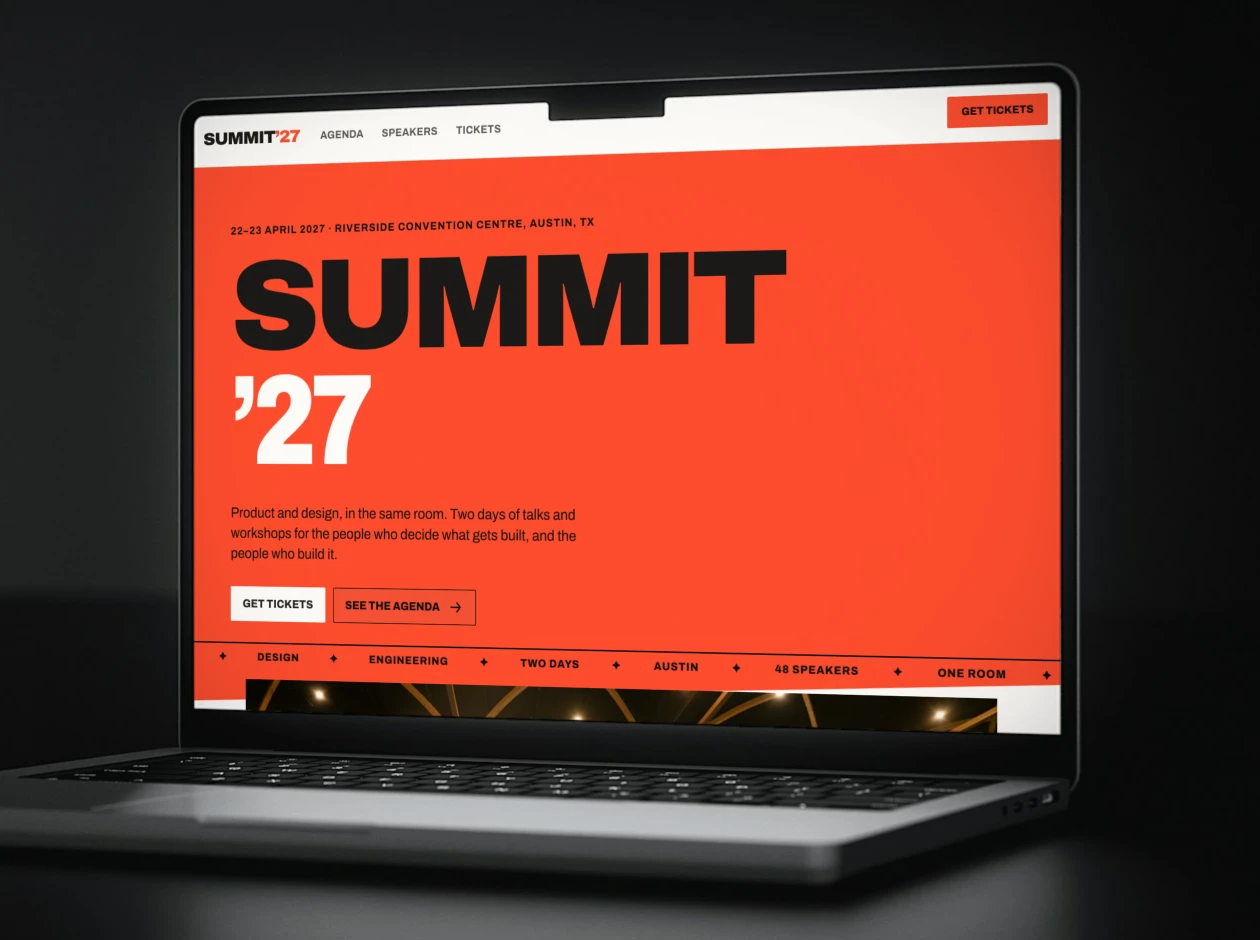 SUMMIT’27
AGENDA
SPEAKERS
TICKETS
GET TICKETS
22–23 APRIL 2027 · RIVERSIDE CONVENTION CENTRE, AUSTIN, TX
SUMMIT
’27
Product and design, in the same room. Two days of talks and
workshops for the people who decide what gets built, and the
people who build it.
GET TICKETS
SEE THE AGENDA →
✦ DESIGN ✦ ENGINEERING ✦ TWO DAYS ✦ AUSTIN ✦ 48 SPEAKERS ✦ ONE ROOM ✦